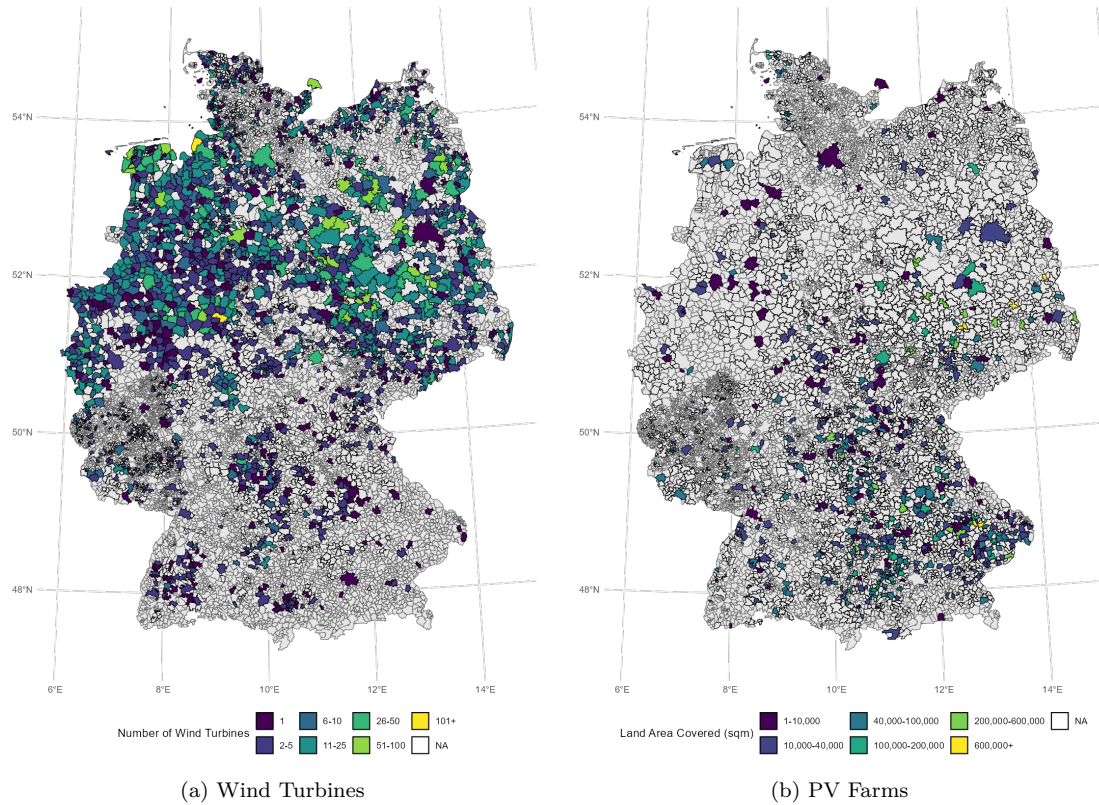 54°N
52°N
50°N
48°N
6°E 8°E 10°E 12°E 14°E
Number of Wind Turbines
1 6-10 26-50 101+
2-5 11-25 51-100 NA
(a) Wind Turbines
54°N
52°N
50°N
48°N
6°E 8°E 10°E 12°E 14°E
Land Area Covered (sqm)
1-10,000 40,000-100,000 200,000-600,000 NA
10,000-40,000 100,000-200,000 600,000+
(b) PV Farms